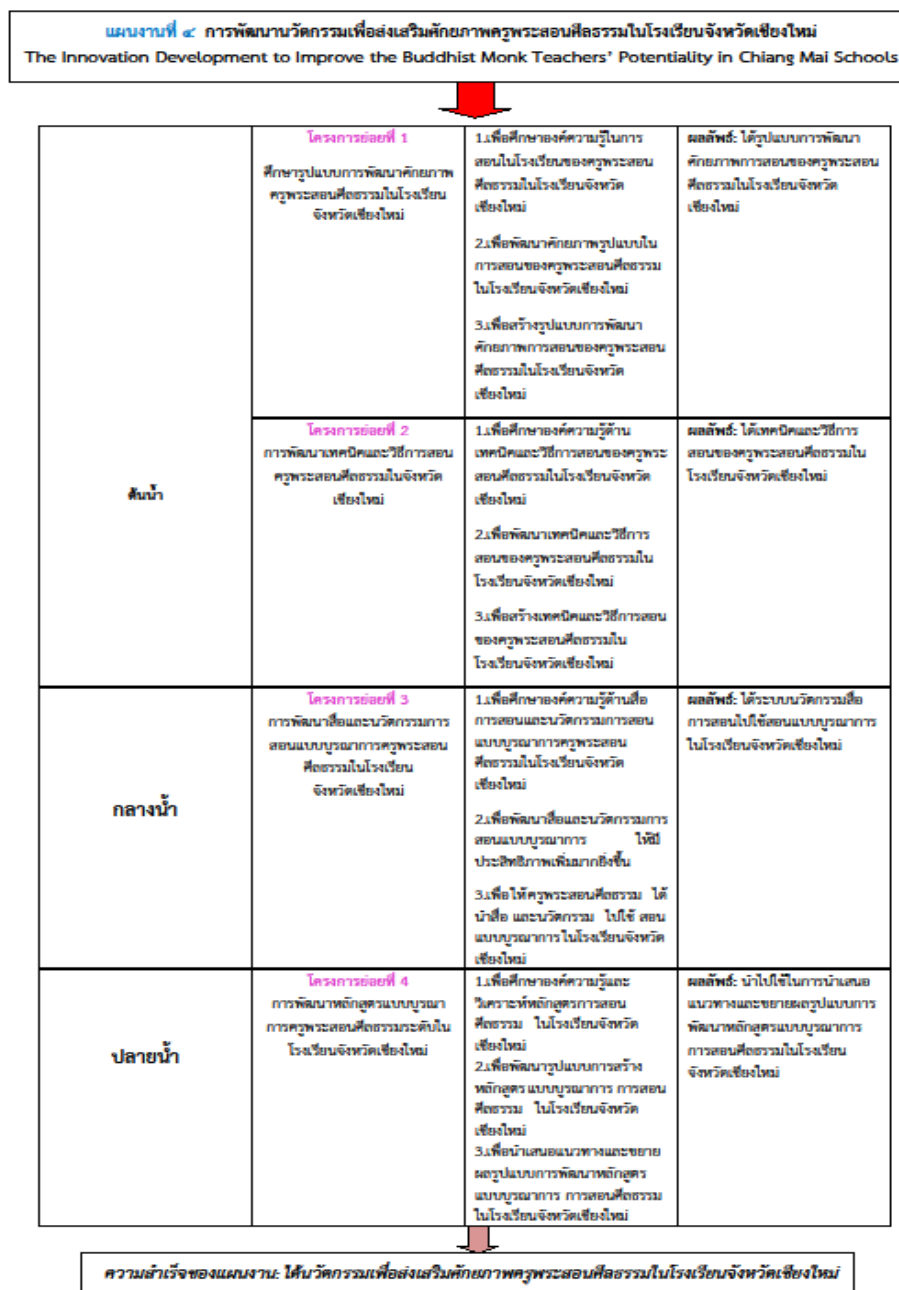 แผนงานที่ ๔ การพัฒนานวัตกรรมเพื่อส่งเสริมศักยภาพครูพระสอนศีลธรรมในโรงเรียนจังหวัดเชียงใหม่
The Innovation Development to Improve the Buddhist Monk Teachers' Potentiality in Chiang Mai Schools
ต้นน้ำ
โครงการย่อยที่ 1
ศึกษารูปแบบการพัฒนาศักยภาพ
ครูพระสอนศีลธรรมในโรงเรียน
จังหวัดเชียงใหม่
1.เพื่อศึกษาองค์ความรู้ในการ
สอนในโรงเรียนของครูพระสอน
ศีลธรรมในโรงเรียนจังหวัด
เชียงใหม่
2.เพื่อพัฒนาศักยภาพรูปแบบใน
การสอนของครูพระสอนศีลธรรม
ในโรงเรียนจังหวัดเชียงใหม่
3.เพื่อสร้างรูปแบบการพัฒนา
ศักยภาพการสอนของครูพระสอน
ศีลธรรมในโรงเรียนจังหวัด
เชียงใหม่
ผลลัพธ์: ได้รูปแบบการพัฒนา
ศักยภาพการสอนของครูพระสอน
ศีลธรรมในโรงเรียนจังหวัด
เชียงใหม่
โครงการย่อยที่ 2
การพัฒนาเทคนิคและวิธีการสอน
ครูพระสอนศีลธรรมในจังหวัด
เชียงใหม่
1.เพื่อศึกษาองค์ความรู้ด้าน
เทคนิคและวิธีการสอนของครูพระ
สอนศีลธรรมในโรงเรียนจังหวัด
เชียงใหม่
2.เพื่อพัฒนาเทคนิคและวิธีการ
สอนของครูพระสอนศีลธรรมใน
โรงเรียนจังหวัดเชียงใหม่
3.เพื่อสร้างเทคนิคและวิธีการสอน
ของครูพระสอนศีลธรรมใน
โรงเรียนจังหวัดเชียงใหม่
ผลลัพธ์: ได้เทคนิคและวิธีการ
สอนของครูพระสอนศีลธรรมใน
โรงเรียนจังหวัดเชียงใหม่
กลางน้ำ
โครงการย่อยที่ 3
การพัฒนาสื่อและนวัตกรรมการ
สอนแบบบูรณาการครูพระสอน
ศีลธรรมในโรงเรียน
จังหวัดเชียงใหม่
1.เพื่อศึกษาองค์ความรู้ด้านสื่อ
การสอนและนวัตกรรมการสอน
แบบบูรณาการครูพระสอน
ศีลธรรมในโรงเรียนจังหวัด
เชียงใหม่
2.เพื่อพัฒนาสื่อและนวัตกรรมการ
สอนแบบบูรณาการ ให้มี
ประสิทธิภาพเพิ่มมากยิ่งขึ้น
3.เพื่อให้ครูพระสอนศีลธรรม ได้
นำสื่อ และนวัตกรรม ไปใช้ สอน
แบบบูรณาการในโรงเรียนจังหวัด
เชียงใหม่
ผลลัพธ์: ได้ระบบนวัตกรรมสื่อ
การสอนไปใช้สอนแบบบูรณาการ
ในโรงเรียนจังหวัดเชียงใหม่
ปลายน้ำ
โครงการย่อยที่ 4
การพัฒนาหลักสูตรแบบบูรณา
การครูพระสอนศีลธรรมระดับใน
โรงเรียนจังหวัดเชียงใหม่
1.เพื่อศึกษาองค์ความรู้และ
วิเคราะห์หลักสูตรการสอน
ศีลธรรม ในโรงเรียนจังหวัด
เชียงใหม่
2.เพื่อพัฒนารูปแบบการสร้าง
หลักสูตร แบบบูรณาการ การสอน
ศีลธรรม ในโรงเรียนจังหวัด
เชียงใหม่
3.เพื่อนำเสนอแนวทางและขยาย
ผลรูปแบบการพัฒนาหลักสูตร
แบบบูรณาการ การสอนศีลธรรม
ในโรงเรียนจังหวัดเชียงใหม่
ผลลัพธ์: นำไปใช้ในการนำเสนอ
แนวทางและขยายผลรูปแบบการ
พัฒนาหลักสูตรแบบบูรณาการ
การสอนศีลธรรมในโรงเรียน
จังหวัดเชียงใหม่
ความสำเร็จของแผนงาน: ได้นวัตกรรมเพื่อส่งเสริมศักยภาพครูพระสอนศีลธรรมในโรงเรียนจังหวัดเชียงใหม่